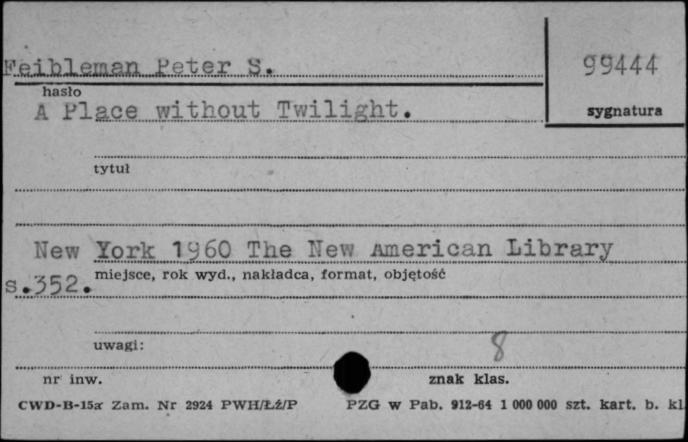 Feibleman Peter S.
99444
hasło
sygnatura
A Place without Twilight.
tytuł
New York 1960 The New American Library
miejsce, rok wyd., nakładca, format, objętość
s.352.
uwagi:
8
nr inw.
znak klas.
CWD-B-15a Zam. Nr 2924 PWH/Łź/P PZG w Pab. 912-64 1 000 000 szt. kart. b. kl.